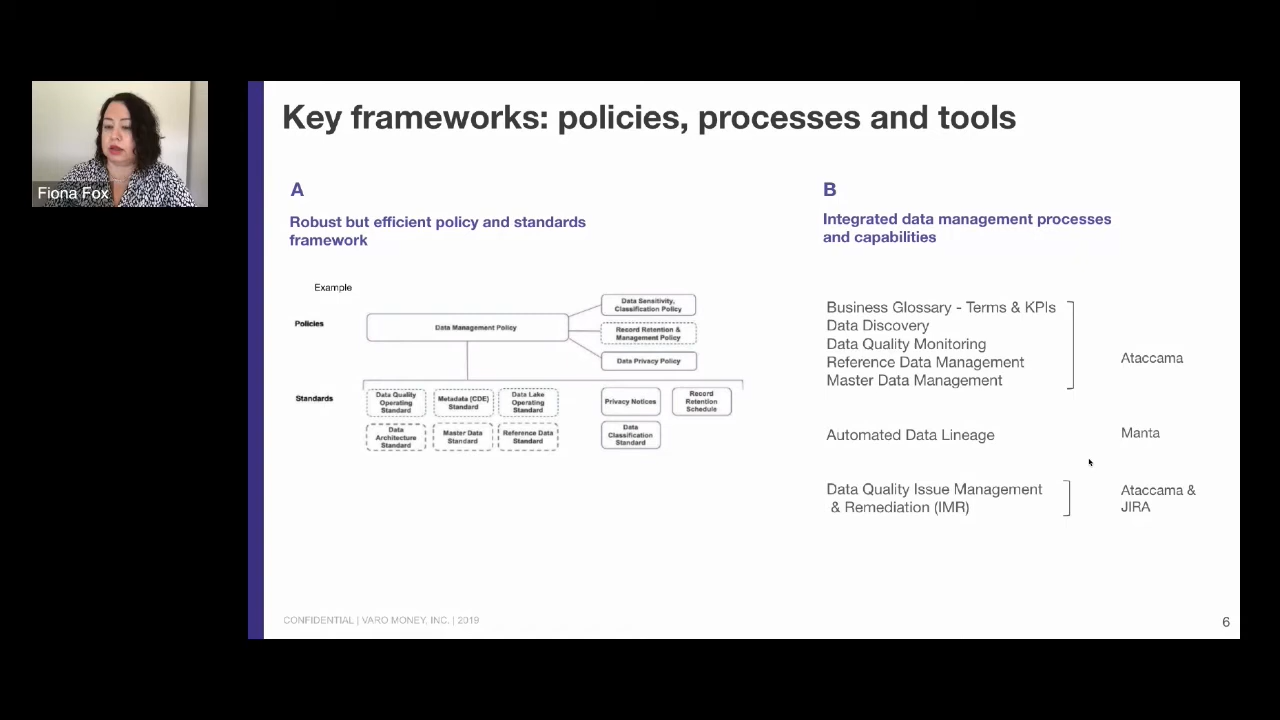 Fiona Fox
Key frameworks: policies, processes and tools
A
Robust but efficient policy and standards
framework
Example
Policies
Data Management Policy
Data Sensitivity,
Classification Policy
Record Retention &
Management Policy
Data Privacy Policy
Standards
Data Quality
Operating
Standard
Metadata (CDE)
Standard
Data Lake
Operating
Standard
Privacy Notices
Record
Retention
Schedule
Data
Architecture
Standard
Master Data
Standard
Reference Data
Standard
Data
Classification
Standard
B
Integrated data management processes
and capabilities
Business Glossary - Terms & KPIs
Data Discovery
Data Quality Monitoring
Reference Data Management
Master Data Management
Ataccama
Automated Data Lineage
Manta
Data Quality Issue Management
& Remediation (IMR)
Ataccama &
JIRA
CONFIDENTIAL | VARO MONEY, INC. | 2019
6